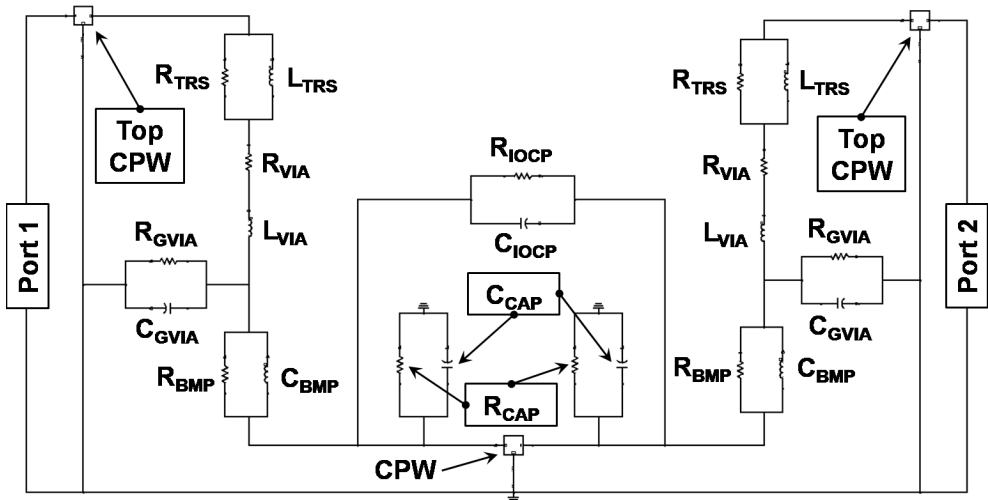 R_TRS L_TRS
R_TRS L_TRS
Top
CPW
Top
CPW
R_VIA
R_IOCP
R_VIA
Port 1
L_VIA
L_VIA
Port 2
R_GVIA
C_IOCP
R_GVIA
C_CAP
C_GVIA
C_GVIA
R_BMP C_BMP
R_CAP
R_BMP C_BMP
CPW